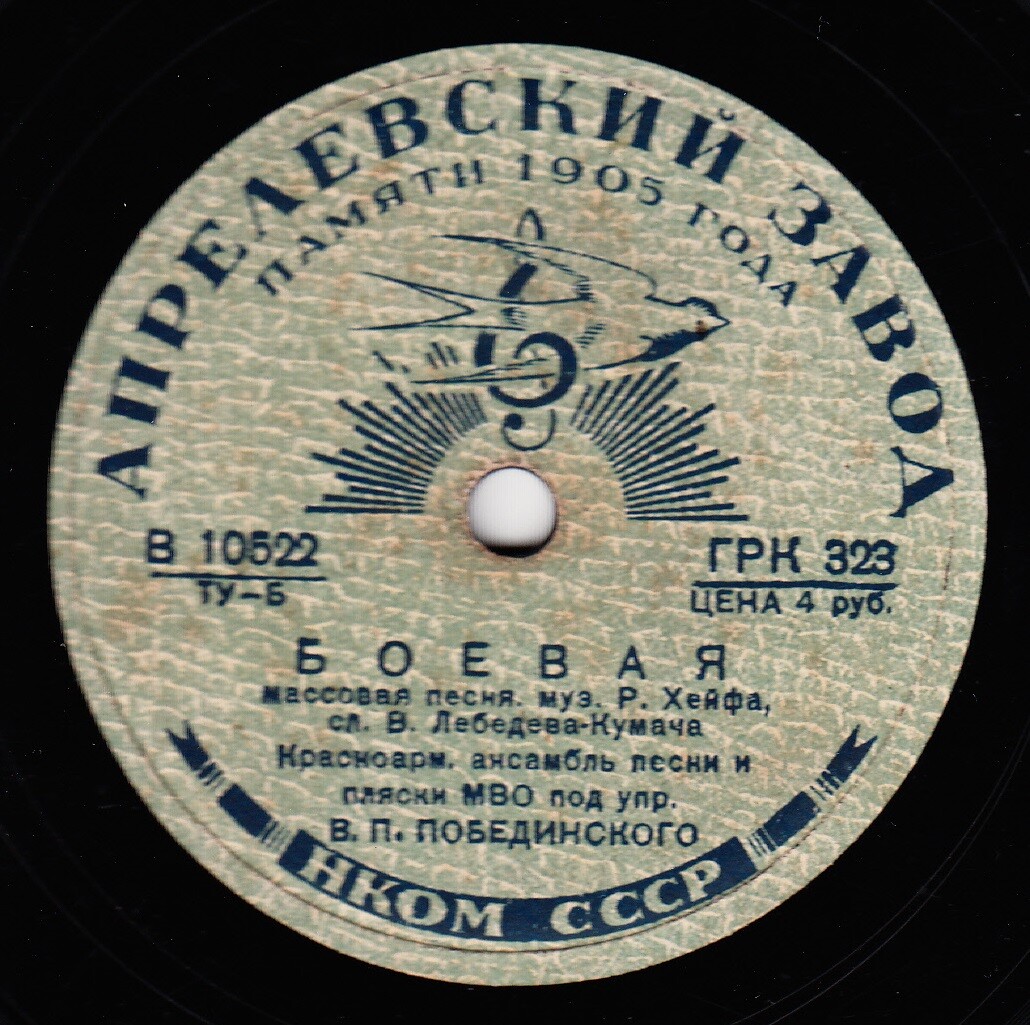 АПРЕЛЕВСКИЙ ЗАВОД
ПАМЯТИ 1905 ГОДА
В 10522
ТУ-Б
ГРК 323
ЦЕНА 4 руб.
БОЕВАЯ
массовая песня. муз. Р. Хейфа,
сл. В. Лебедева-Кумача
Красноарм. ансамбль песни и
пляски МВО под упр.
В. П. ПОБЕДИНСКОГО
НКОМ СССР